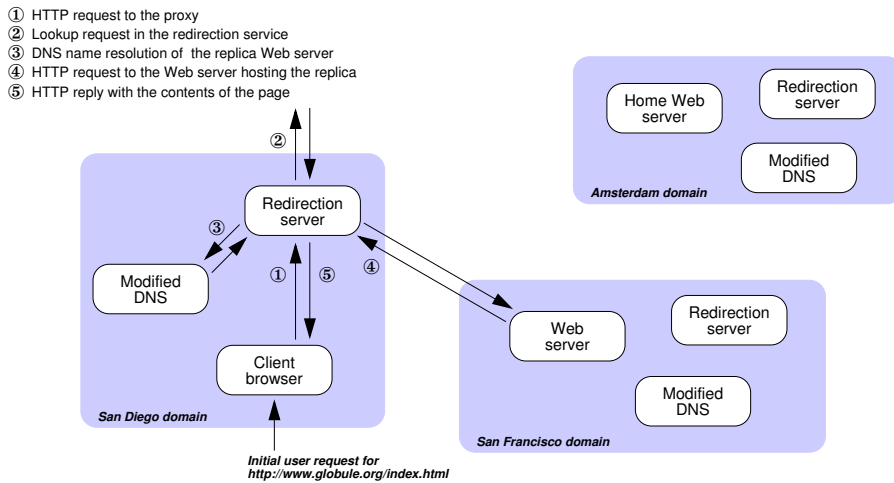 ① HTTP request to the proxy
② Lookup request in the redirection service
③ DNS name resolution of the replica Web server
④ HTTP request to the Web server hosting the replica
⑤ HTTP reply with the contents of the page
Home Web
server
Redirection
server
Modified
DNS
Amsterdam domain
②
Redirection
server
③
Modified
DNS
①
⑤
④
Client
browser
San Diego domain
Web
server
Redirection
server
Modified
DNS
San Francisco domain
Initial user request for
http://www.globule.org/index.html